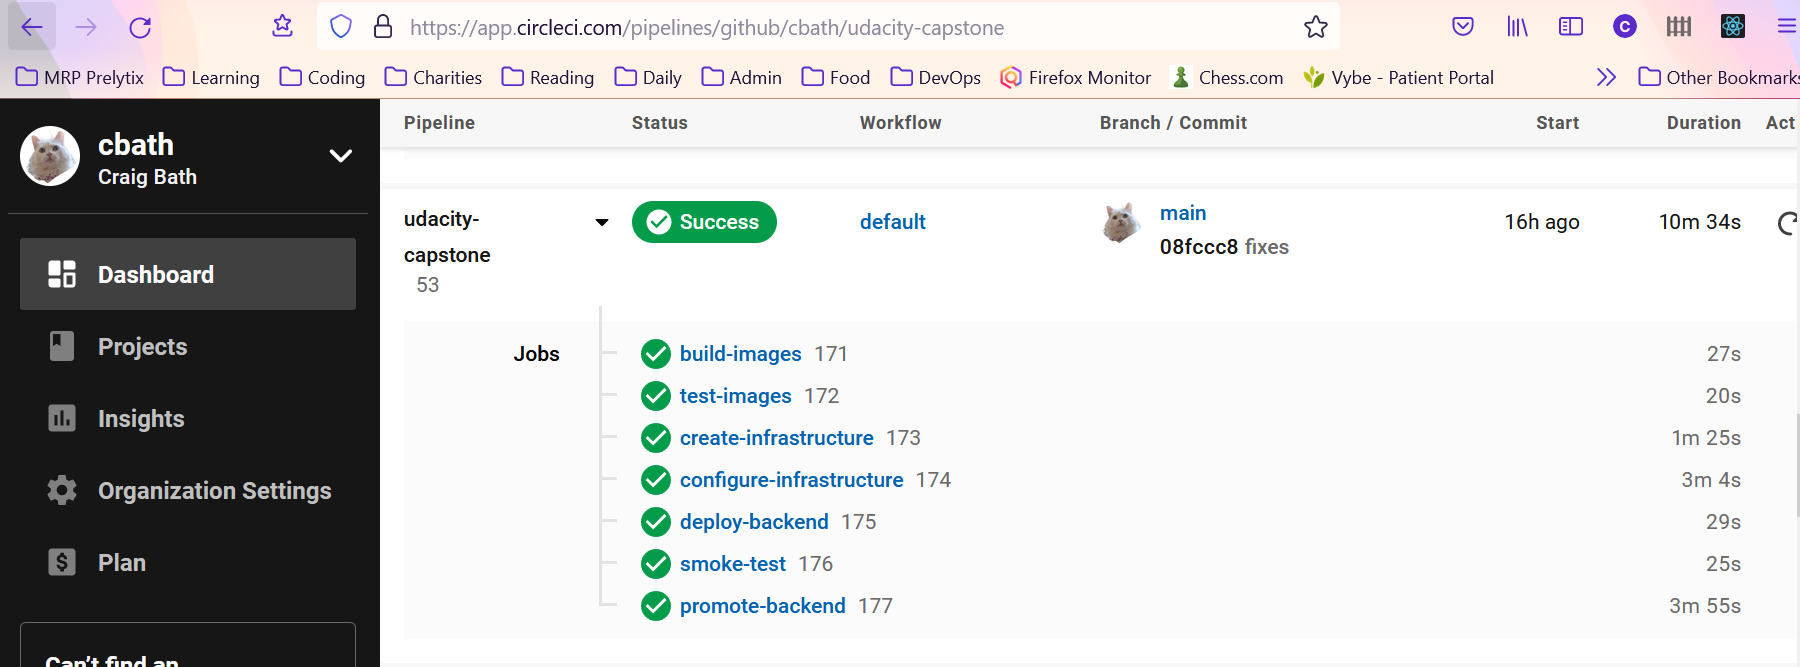 https://app.circleci.com/pipelines/github/cbath/udacity-capstone
C
MRP Prelytix Learning Coding Charities Reading Daily Admin Food DevOps Firefox Monitor Chess.com Vybe - Patient Portal Other Bookmarks
cbath
Craig Bath
Dashboard
Projects
Insights
Organization Settings
$ Plan
Can't find an
Pipeline Status Workflow Branch / Commit Start Duration Act
udacity-
capstone
53
Success default main 16h ago 10m 34s
08fccc8 fixes
Jobs build-images 171 27s
test-images 172 20s
create-infrastructure 173 1m 25s
configure-infrastructure 174 3m 4s
deploy-backend 175 29s
smoke-test 176 25s
promote-backend 177 3m 55s